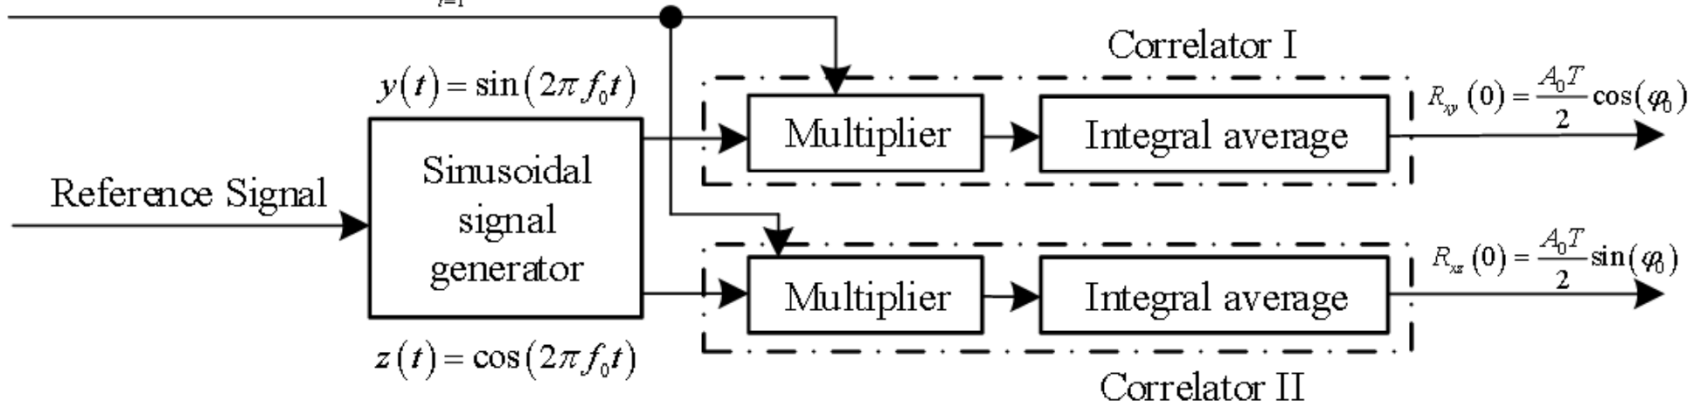 Correlator I
y(t) = sin(2πf₀t)
R_xy(0) = A₀T/2 cos(φ₀)
Multiplier
Integral average
Sinusoidal
signal
generator
Reference Signal
R_xz(0) = A₀T/2 sin(φ₀)
Multiplier
Integral average
z(t) = cos(2πf₀t)
Correlator II